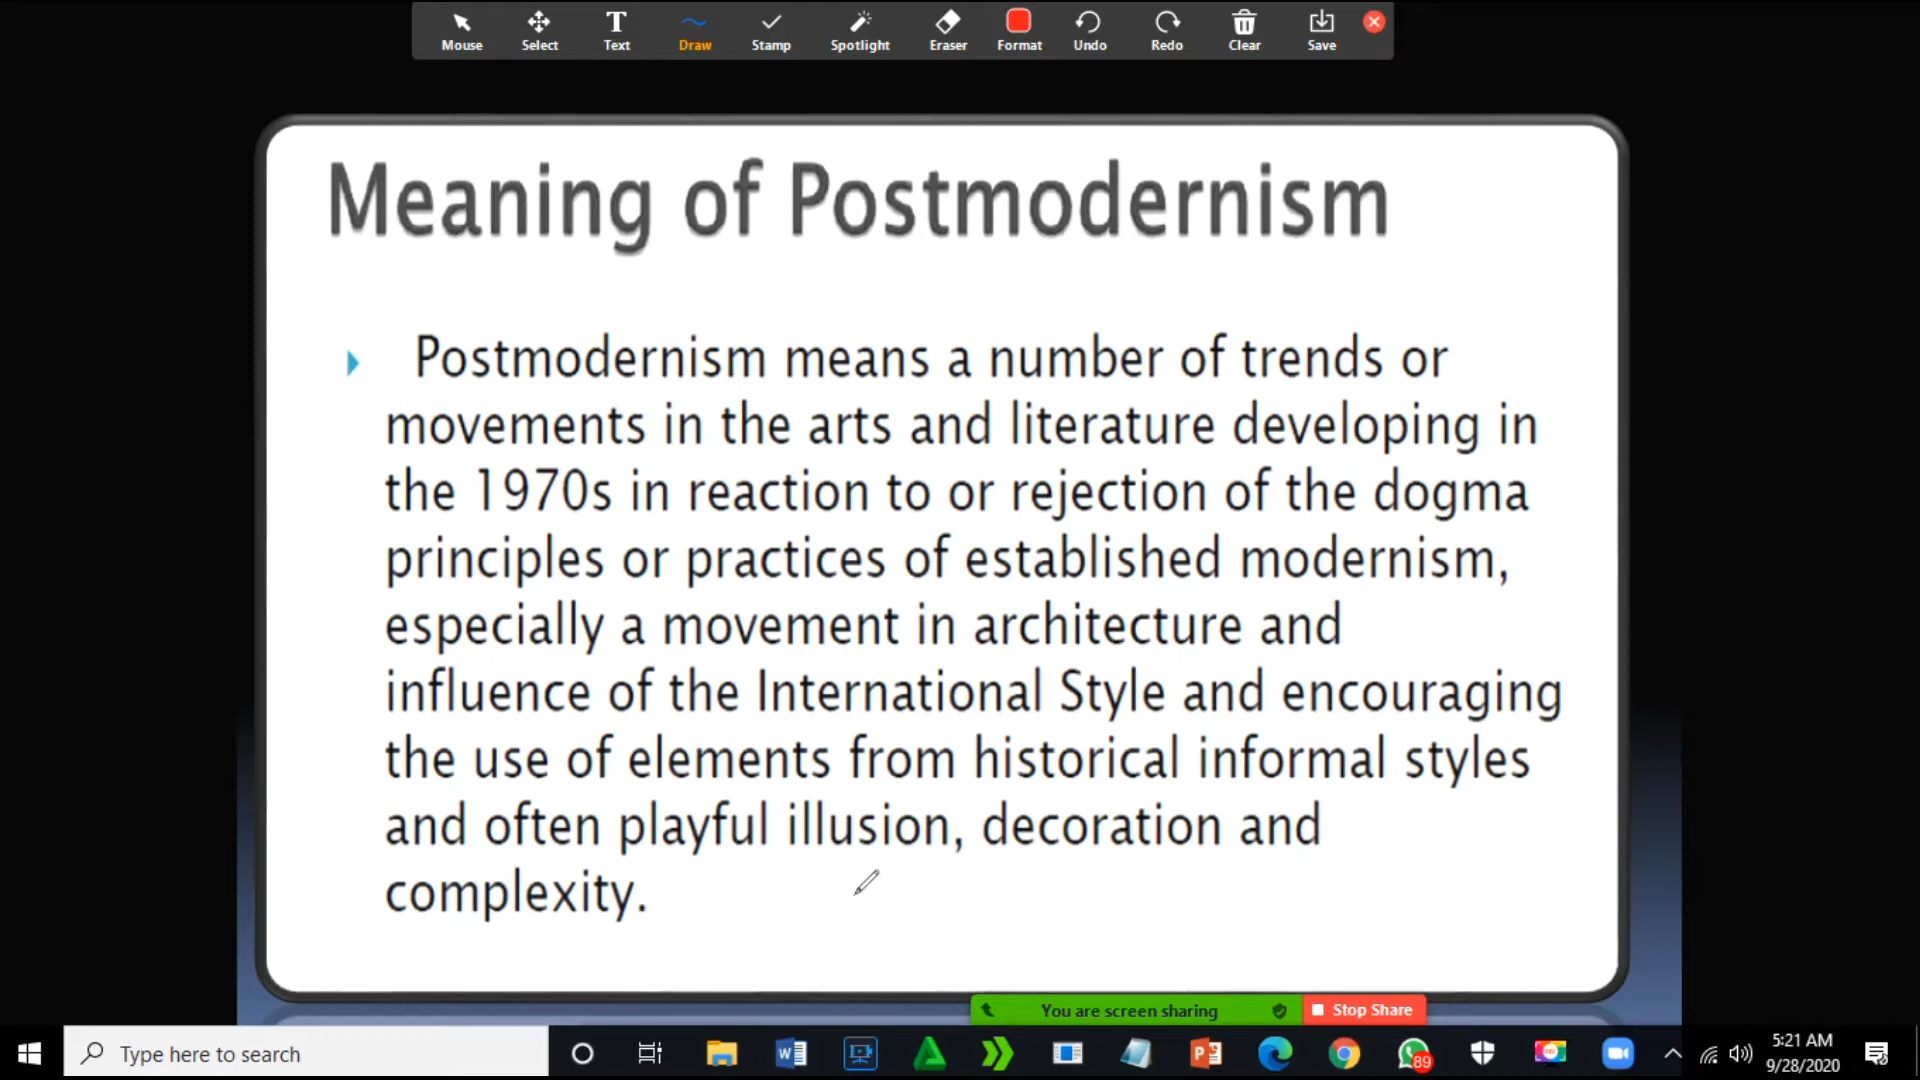 Mouse Select Text Draw Stamp Spotlight Eraser Format Undo Redo Clear Save
Meaning of Postmodernism
Postmodernism means a number of trends or
movements in the arts and literature developing in
the 1970s in reaction to or rejection of the dogma
principles or practices of established modernism,
especially a movement in architecture and
influence of the International Style and encouraging
the use of elements from historical informal styles
and often playful illusion, decoration and
complexity.
You are screen sharing Stop Share
Type here to search
89
5:21 AM
9/28/2020